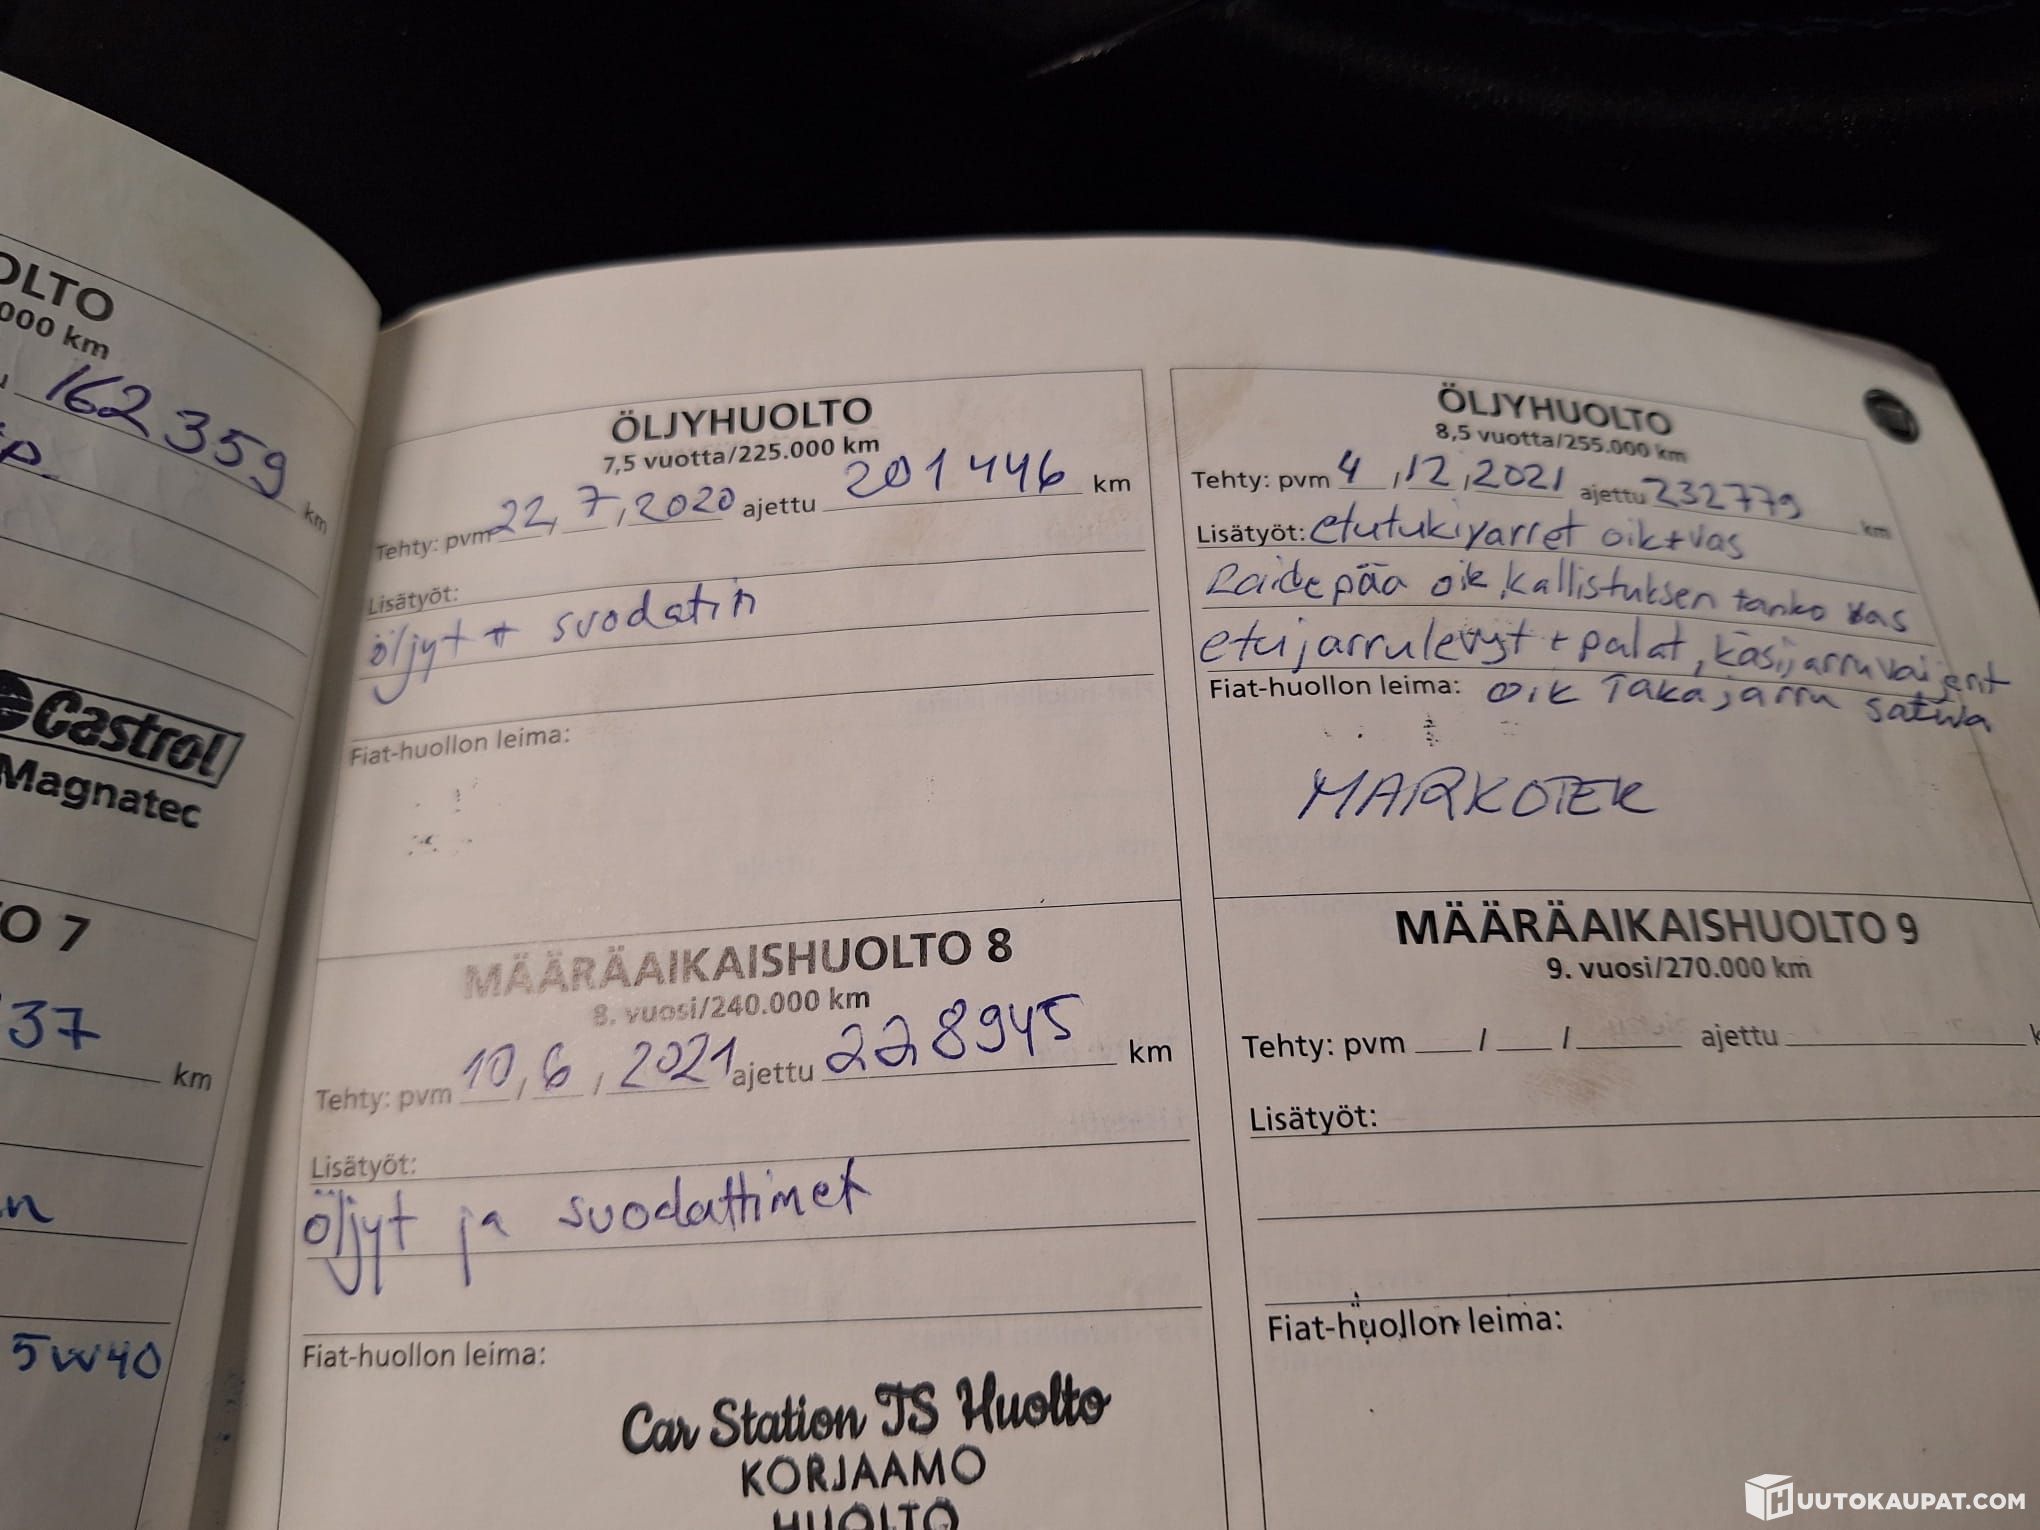 OLTO
000 km
162359 km
Castrol
Magnatec
O 7
37 km
5W40
ÖLJYHUOLTO
7,5 vuotta/225.000 km
Tehty: pvm 22, 7, 2020 ajettu 201446 km
Lisätyöt:
öljyt + suodatin
Fiat-huollon leima:
MÄÄRÄAIKAISHUOLTO 8
8. vuosi/240.000 km
Tehty: pvm 10, 6, 2021 ajettu 228945 km
Lisätyöt:
öljyt ja suodattimet
Fiat-huollon leima:
Car Station TS Huolto
KORJAAMO
HUOLTO
ÖLJYHUOLTO
8,5 vuotta/255.000 km
Tehty: pvm 4, 12, 2021 ajettu 232779 km
Lisätyöt: etutukivarret oik+vas
Raidepää oik, kallistuksen tanko vas
etujarrulevyt + palat, käsijarruvaijerit
Fiat-huollon leima: oik Takajarru satula
MARKOTEK
MÄÄRÄAIKAISHUOLTO 9
9. vuosi/270.000 km
Tehty: pvm / / ajettu k
Lisätyöt:
Fiat-huollon leima:
HUUTOKAUPAT.COM